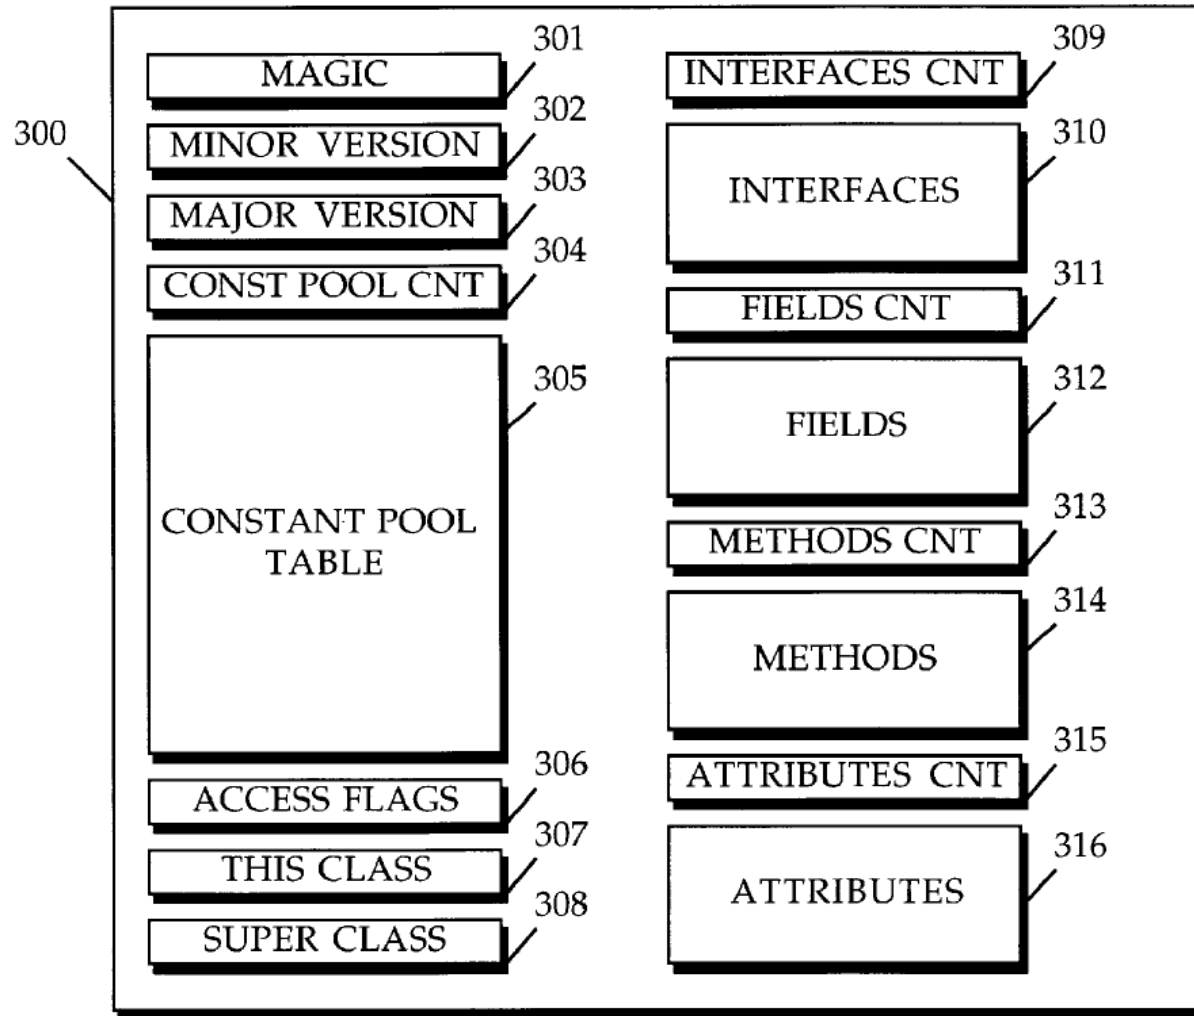 300
MAGIC
301
MINOR VERSION
302
MAJOR VERSION
303
CONST POOL CNT
304
CONSTANT POOL
TABLE
305
ACCESS FLAGS
306
THIS CLASS
307
SUPER CLASS
308
INTERFACES CNT
309
INTERFACES
310
FIELDS CNT
311
FIELDS
312
METHODS CNT
313
METHODS
314
ATTRIBUTES CNT
315
ATTRIBUTES
316